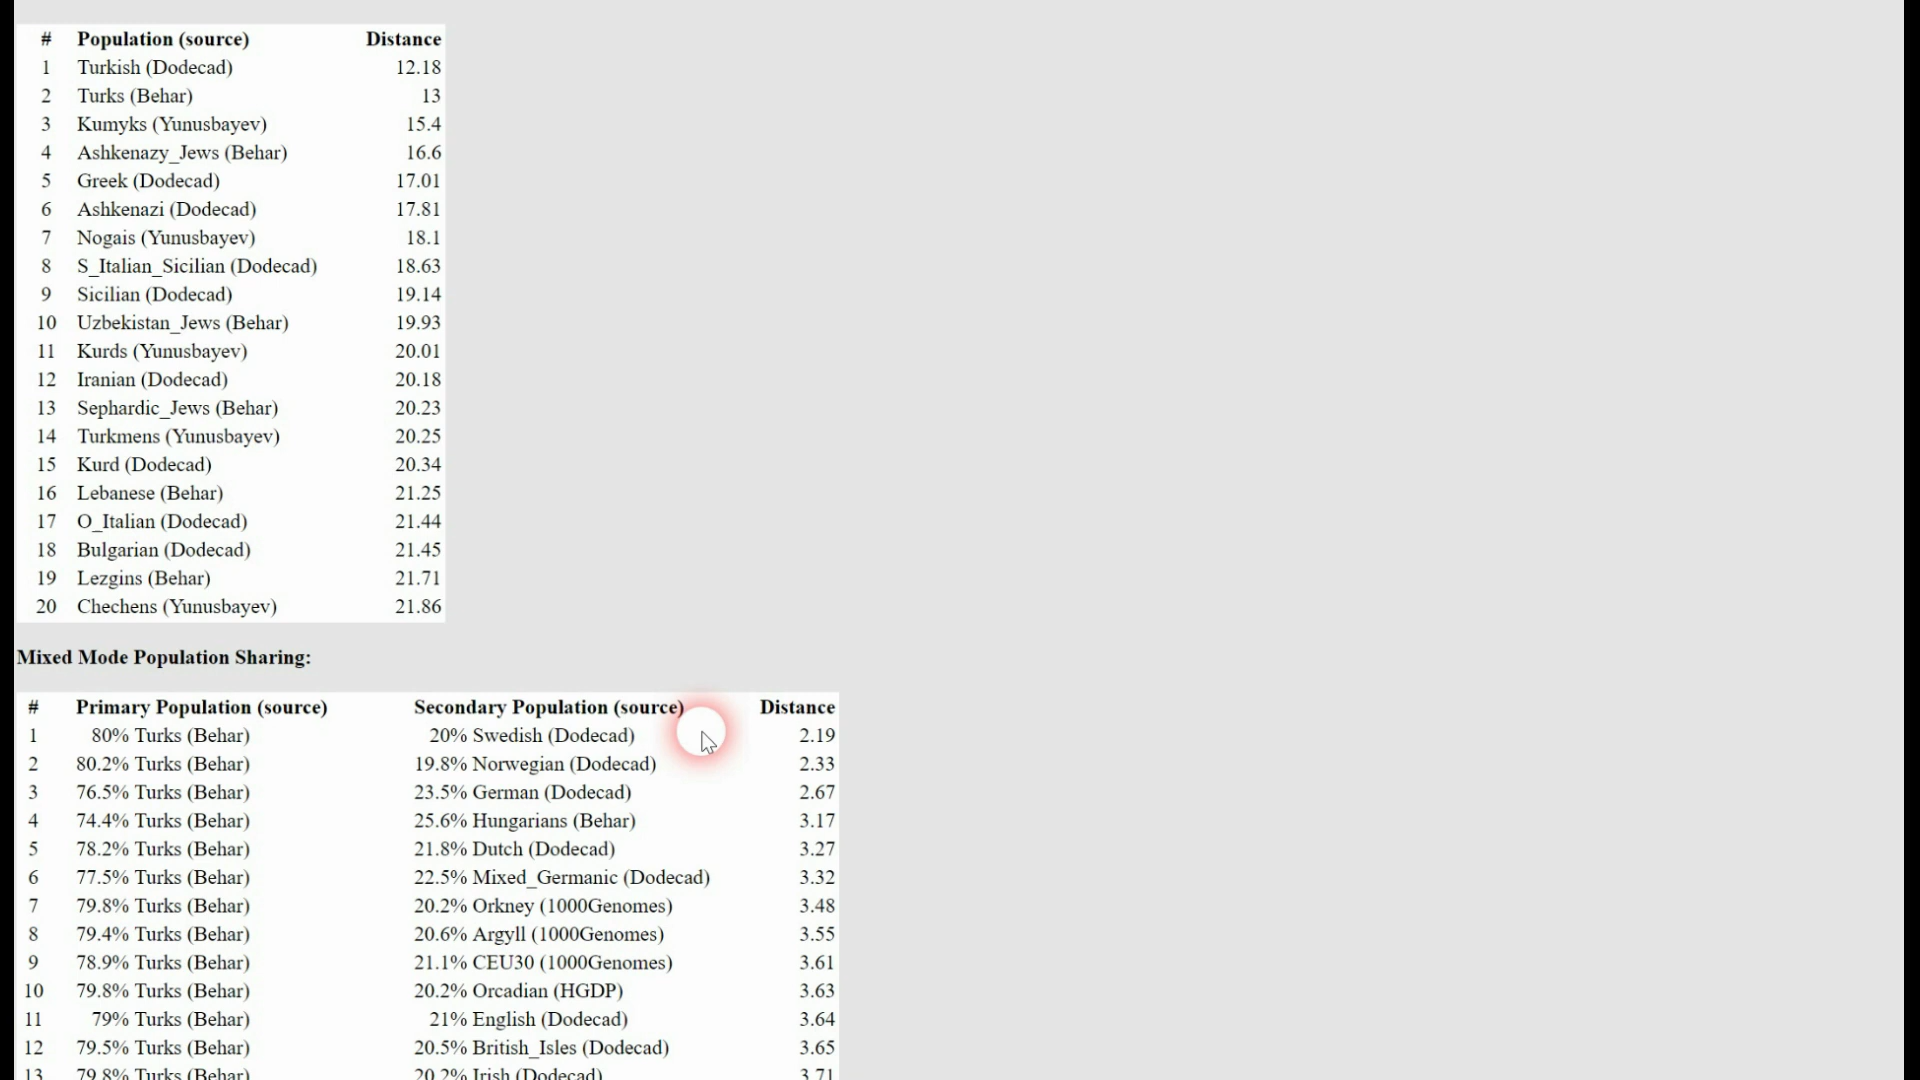 # Population (source) Distance
1 Turkish (Dodecad) 12.18
2 Turks (Behar) 13
3 Kumyks (Yunusbayev) 15.4
4 Ashkenazy_Jews (Behar) 16.6
5 Greek (Dodecad) 17.01
6 Ashkenazi (Dodecad) 17.81
7 Nogais (Yunusbayev) 18.1
8 S_Italian_Sicilian (Dodecad) 18.63
9 Sicilian (Dodecad) 19.14
10 Uzbekistan_Jews (Behar) 19.93
11 Kurds (Yunusbayev) 20.01
12 Iranian (Dodecad) 20.18
13 Sephardic_Jews (Behar) 20.23
14 Turkmens (Yunusbayev) 20.25
15 Kurd (Dodecad) 20.34
16 Lebanese (Behar) 21.25
17 O_Italian (Dodecad) 21.44
18 Bulgarian (Dodecad) 21.45
19 Lezgins (Behar) 21.71
20 Chechens (Yunusbayev) 21.86
Mixed Mode Population Sharing:
# Primary Population (source) Secondary Population (source) Distance
1 80% Turks (Behar) 20% Swedish (Dodecad) 2.19
2 80.2% Turks (Behar) 19.8% Norwegian (Dodecad) 2.33
3 76.5% Turks (Behar) 23.5% German (Dodecad) 2.67
4 74.4% Turks (Behar) 25.6% Hungarians (Behar) 3.17
5 78.2% Turks (Behar) 21.8% Dutch (Dodecad) 3.27
6 77.5% Turks (Behar) 22.5% Mixed_Germanic (Dodecad) 3.32
7 79.8% Turks (Behar) 20.2% Orkney (1000Genomes) 3.48
8 79.4% Turks (Behar) 20.6% Argyll (1000Genomes) 3.55
9 78.9% Turks (Behar) 21.1% CEU30 (1000Genomes) 3.61
10 79.8% Turks (Behar) 20.2% Orcadian (HGDP) 3.63
11 79% Turks (Behar) 21% English (Dodecad) 3.64
12 79.5% Turks (Behar) 20.5% British_Isles (Dodecad) 3.65
13 79.8% Turks (Behar) 20.2% Irish (Dodecad) 3.71